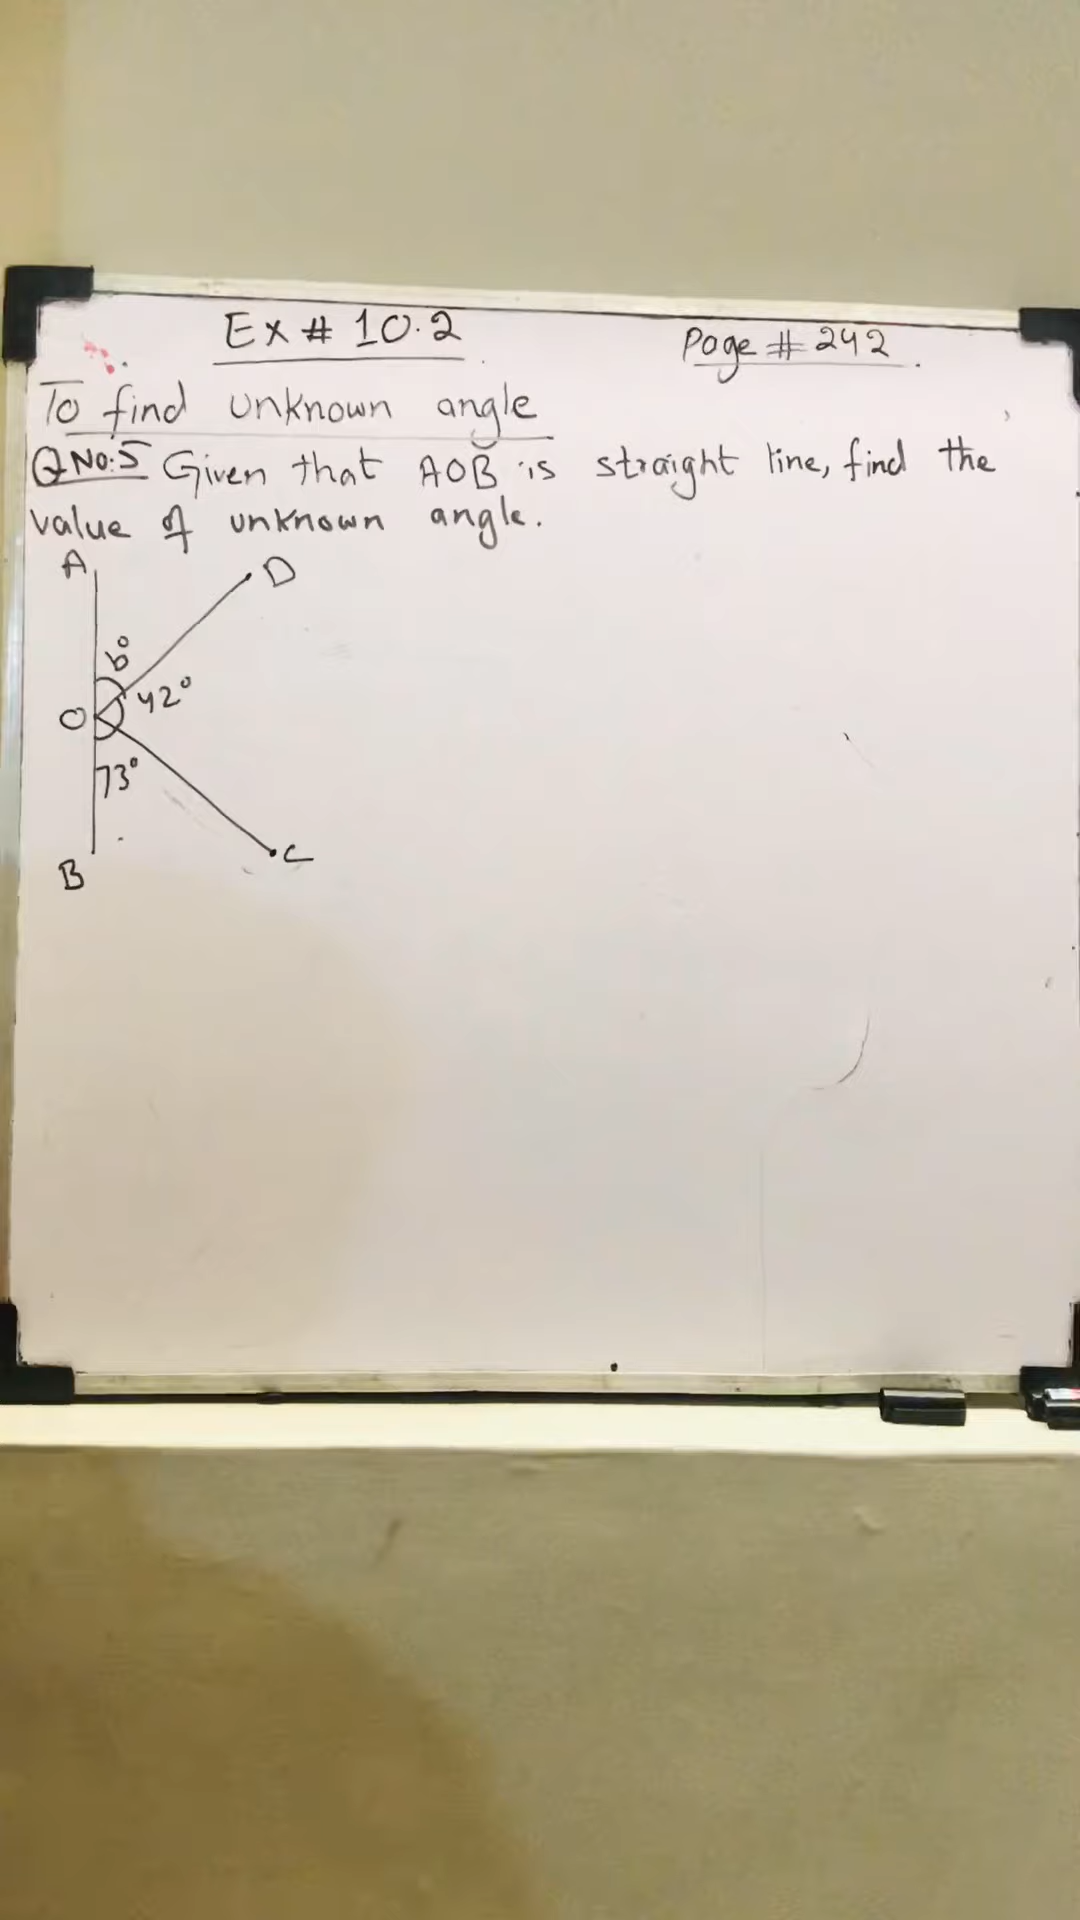 Ex # 10.2
Page # 242
To find unknown angle
Q NO:5 Given that AOB is straight line, find the
value of unknown angle.
A
D
b°
42°
O
73°
B
C